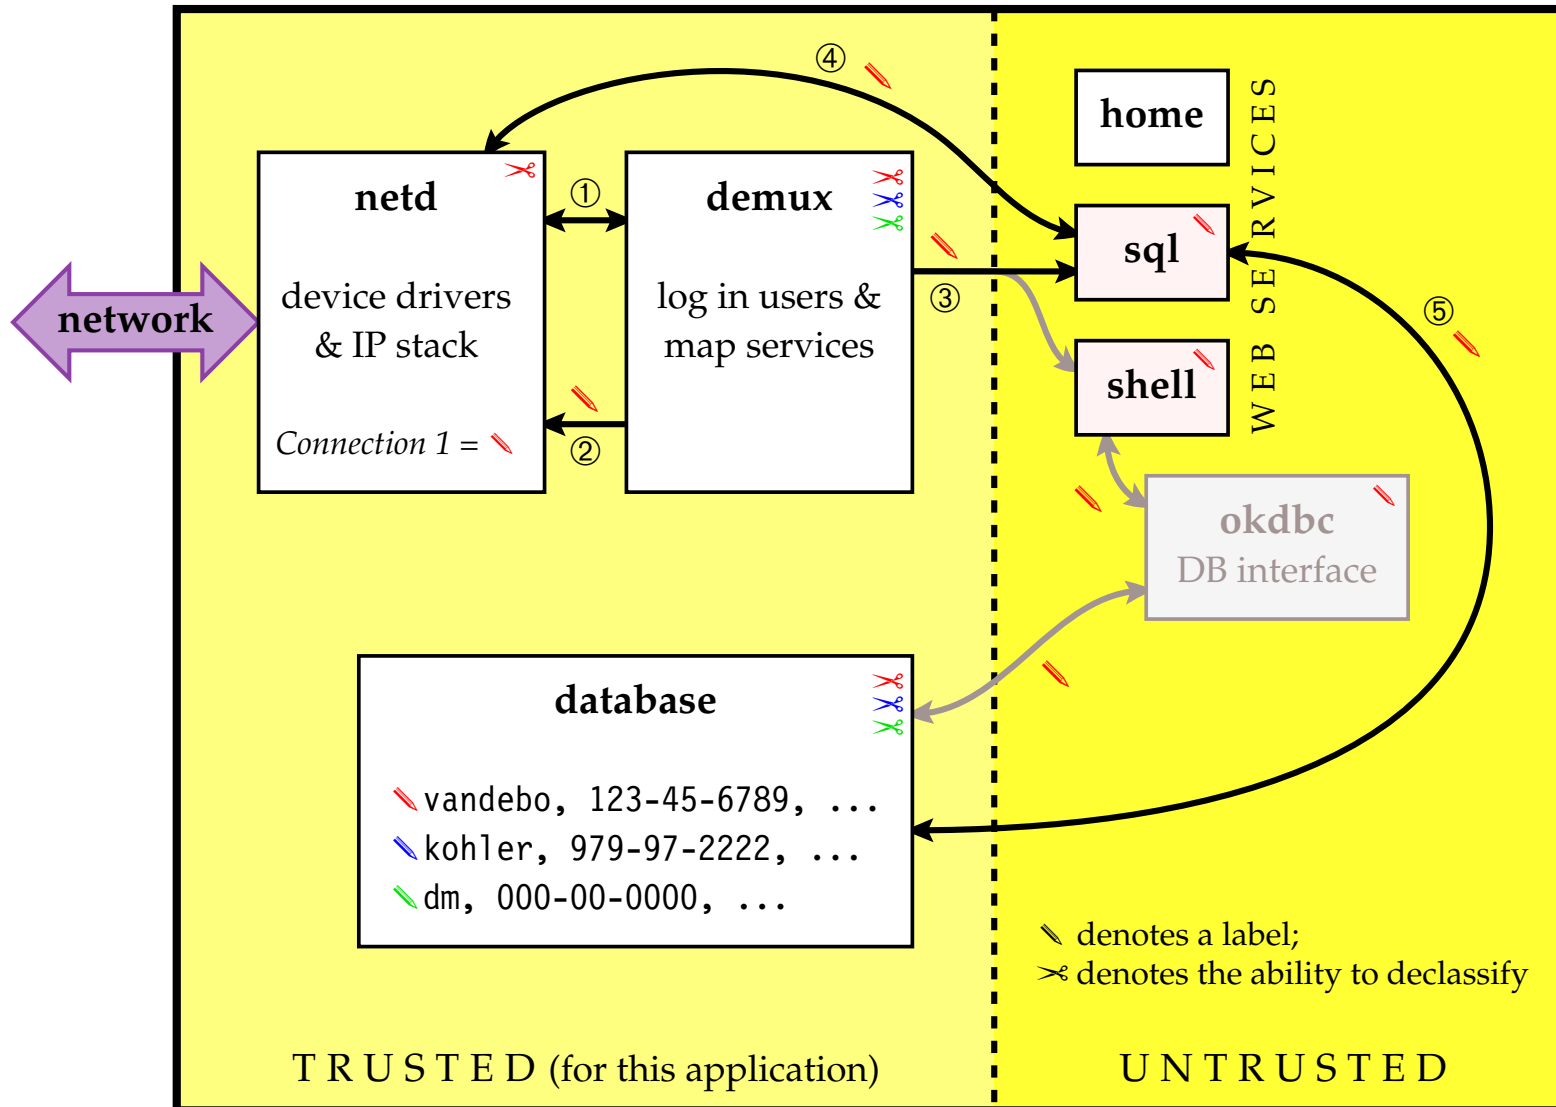 ④
home
netd
①
demux
sql
③
device drivers
& IP stack
log in users &
map services
network
⑤
shell
WEB SERVICES
Connection 1 =
②
okdbc
DB interface
database
vandebo, 123-45-6789, ...
kohler, 979-97-2222, ...
dm, 000-00-0000, ...
denotes a label;
denotes the ability to declassify
TRUSTED (for this application)
UNTRUSTED